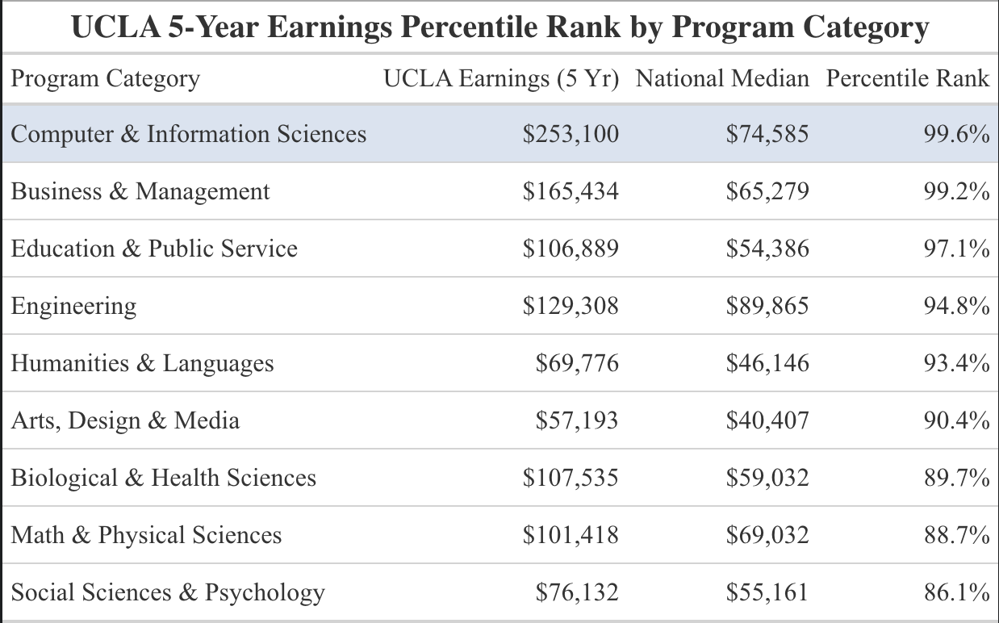 UCLA 5-Year Earnings Percentile Rank by Program Category
Program Category UCLA Earnings (5 Yr) National Median Percentile Rank
Computer & Information Sciences $253,100 $74,585 99.6%
Business & Management $165,434 $65,279 99.2%
Education & Public Service $106,889 $54,386 97.1%
Engineering $129,308 $89,865 94.8%
Humanities & Languages $69,776 $46,146 93.4%
Arts, Design & Media $57,193 $40,407 90.4%
Biological & Health Sciences $107,535 $59,032 89.7%
Math & Physical Sciences $101,418 $69,032 88.7%
Social Sciences & Psychology $76,132 $55,161 86.1%